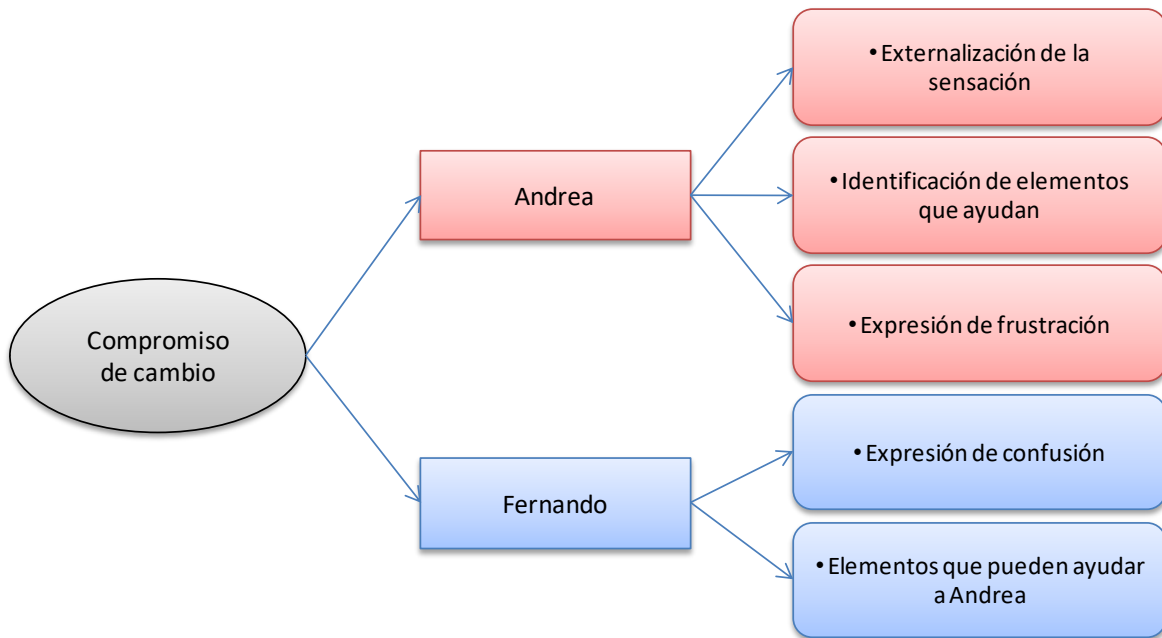 Compromiso
de cambio
Andrea
• Externalización de la
sensación
• Identificación de elementos
que ayudan
• Expresión de frustración
Fernando
• Expresión de confusión
• Elementos que pueden ayudar
a Andrea